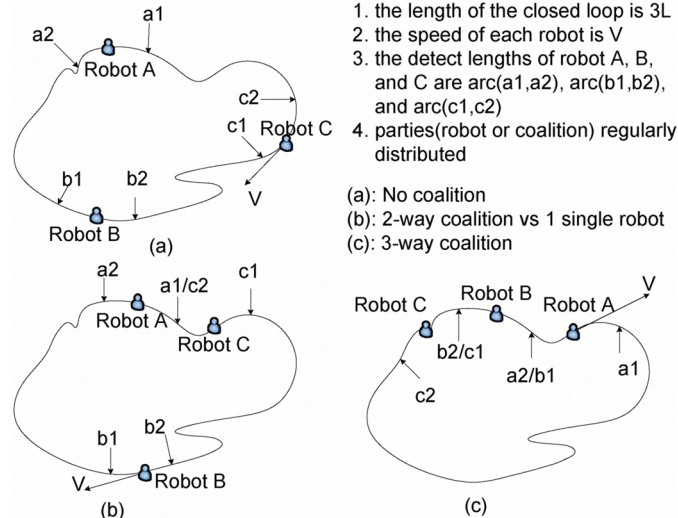 a1
a2
Robot A
c2
c1
Robot C
V
b1
b2
Robot B
(a)
1. the length of the closed loop is 3L
2. the speed of each robot is V
3. the detect lengths of robot A, B,
and C are arc(a1,a2), arc(b1,b2),
and arc(c1,c2)
4. parties(robot or coalition) regularly
distributed
(a): No coalition
(b): 2-way coalition vs 1 single robot
(c): 3-way coalition
a2
a1/c2
c1
Robot A
Robot C
b1
b2
V
Robot B
(b)
V
Robot C
Robot B
Robot A
b2/c1
a2/b1
a1
c2
(c)